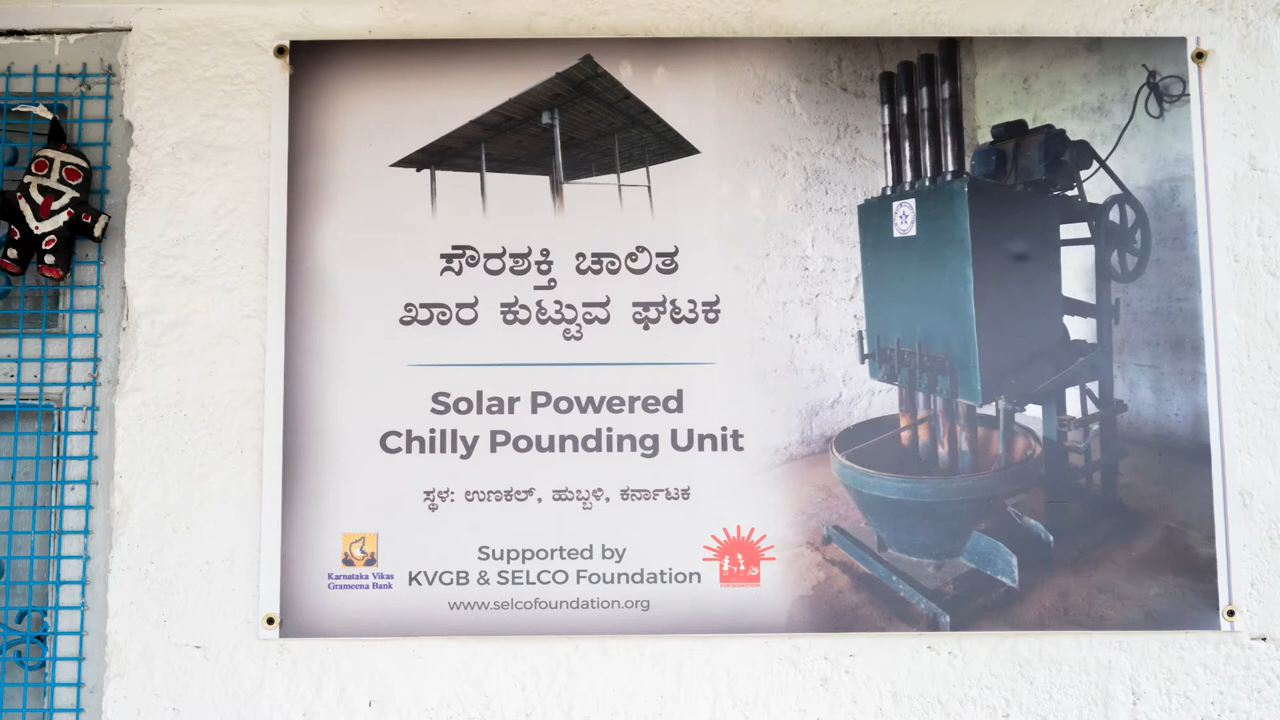 ಸೌರಶಕ್ತಿ ಚಾಲಿತ
ಖಾರ ಕುಟ್ಟುವ ಘಟಕ
Solar Powered
Chilly Pounding Unit
ಸ್ಥಳ: ಉಣಕಲ್, ಹುಬ್ಬಳಿ, ಕರ್ನಾಟಕ
Karnataka Vikas
Grameena Bank
Supported by
KVGB & SELCO Foundation
www.selcofoundation.org
FOUNDATION